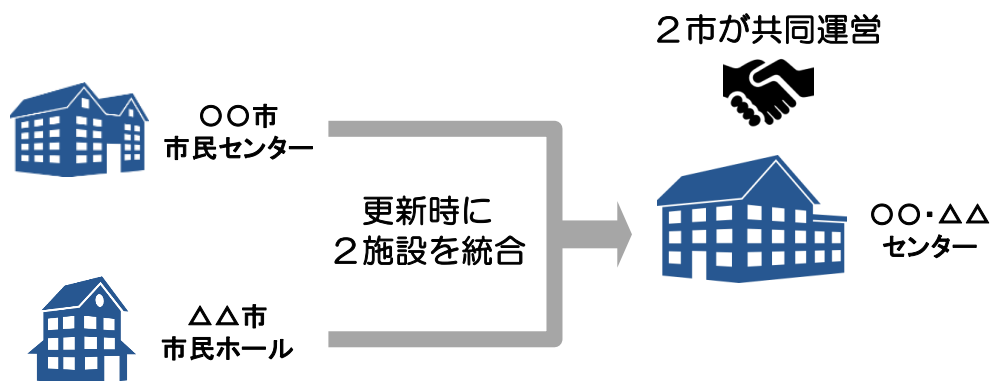 2市が共同運営
〇〇市
市民センター
更新時に
2施設を統合
〇〇・△△
センター
△△市
市民ホール